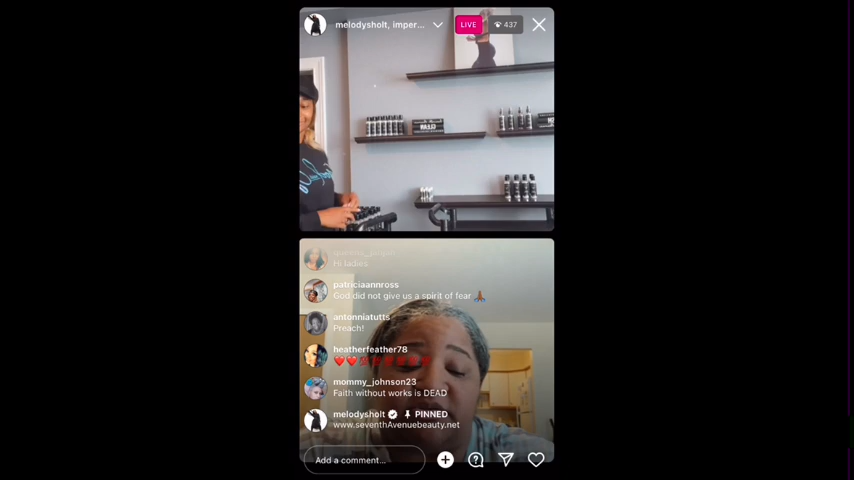 melodysholt, imper...
LIVE
437
Hi ladies
patriciaannross
God did not give us a spirit of fear
antonniatutts
Preach!
heatherfeather78
mommy_johnson23
Faith without works is DEAD
melodysholt PINNED
www.seventhAvenuebeauty.net
Add a comment...